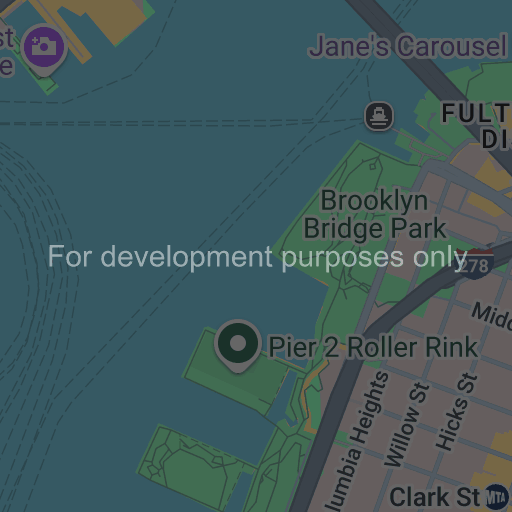 st
e
Jane's Carousel
FULT
DI
Brooklyn
Bridge Park
For development purposes only
278
Midd
Pier 2 Roller Rink
lumbia Heights
Willow St
Hicks St
Clark St
MTA